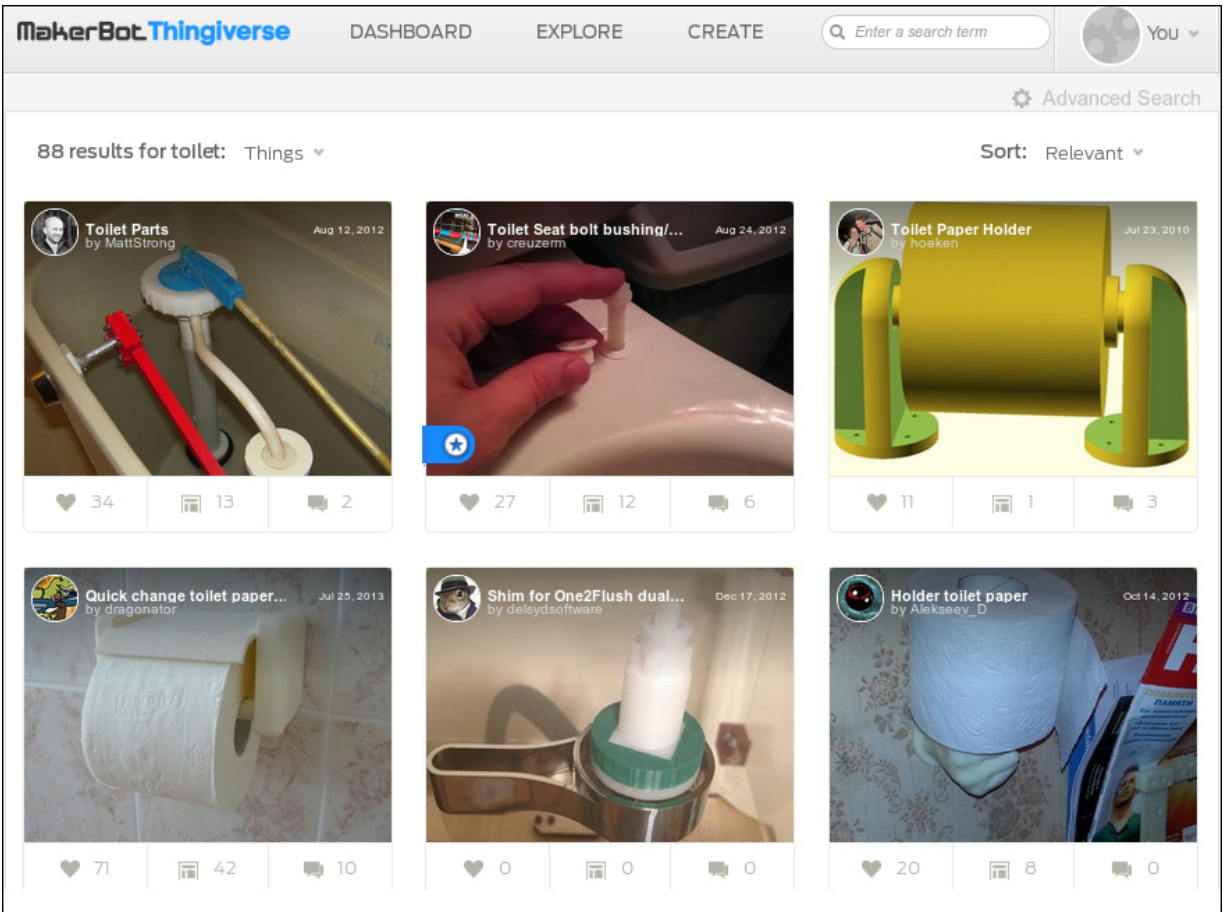 MakerBot Thingiverse DASHBOARD EXPLORE CREATE Enter a search term You
Advanced Search
88 results for toilet: Things Sort: Relevant
Toilet Parts Aug 12, 2012
by MattStrong
34 13 2
Toilet Seat bolt bushing/... Aug 24, 2012
by creuzerm
27 12 6
Toilet Paper Holder Jul 23, 2010
by hoeken
11 1 3
Quick change toilet paper... Jul 25, 2013
by dragonator
71 42 10
Shim for One2Flush dual... Dec 17, 2012
by delsydsoftware
0 0 0
Holder toilet paper Oct 14, 2012
by Alekseev_D
ПАМЯТИ
20 8 0